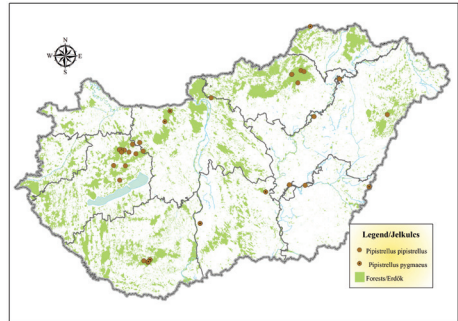 N
W E
S
Legend/Jelkulcs
Pipistrellus pipistrellus
Pipistrellus pygmaeus
Forests/Erdők